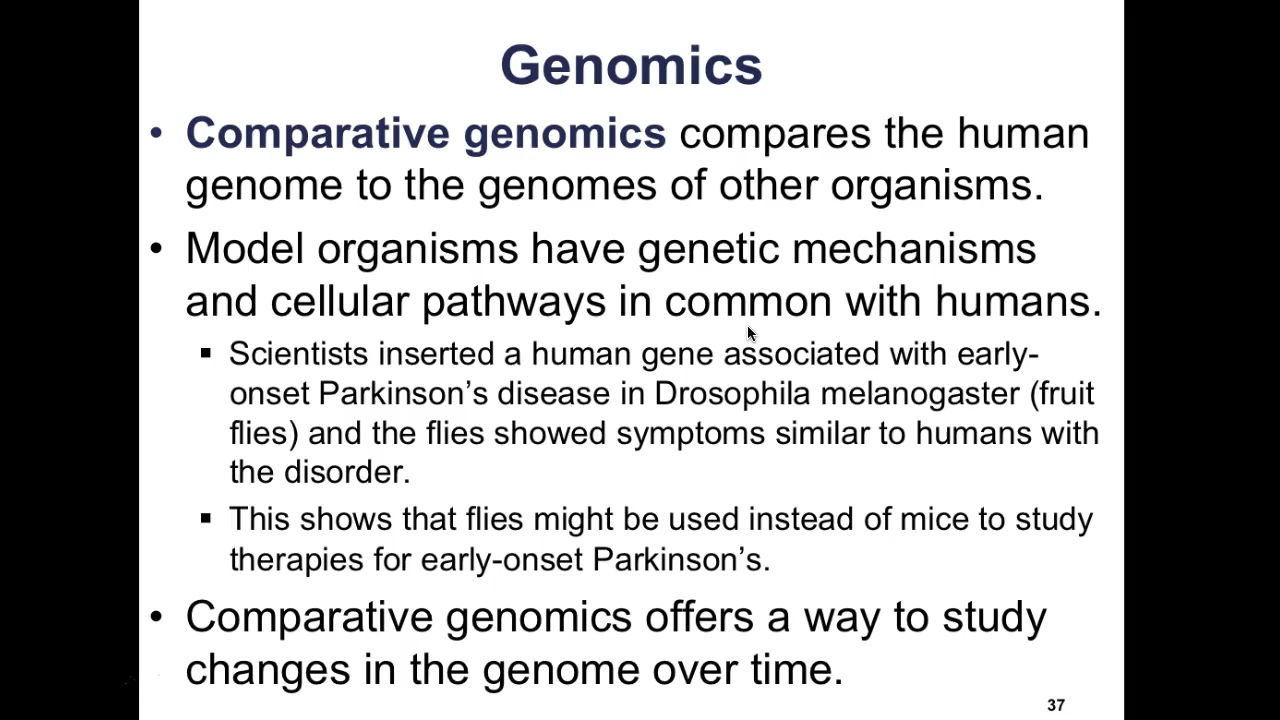 Genomics
• Comparative genomics compares the human
genome to the genomes of other organisms.
• Model organisms have genetic mechanisms
and cellular pathways in common with humans.
▪ Scientists inserted a human gene associated with early-
onset Parkinson’s disease in Drosophila melanogaster (fruit
flies) and the flies showed symptoms similar to humans with
the disorder.
▪ This shows that flies might be used instead of mice to study
therapies for early-onset Parkinson’s.
• Comparative genomics offers a way to study
changes in the genome over time.
37